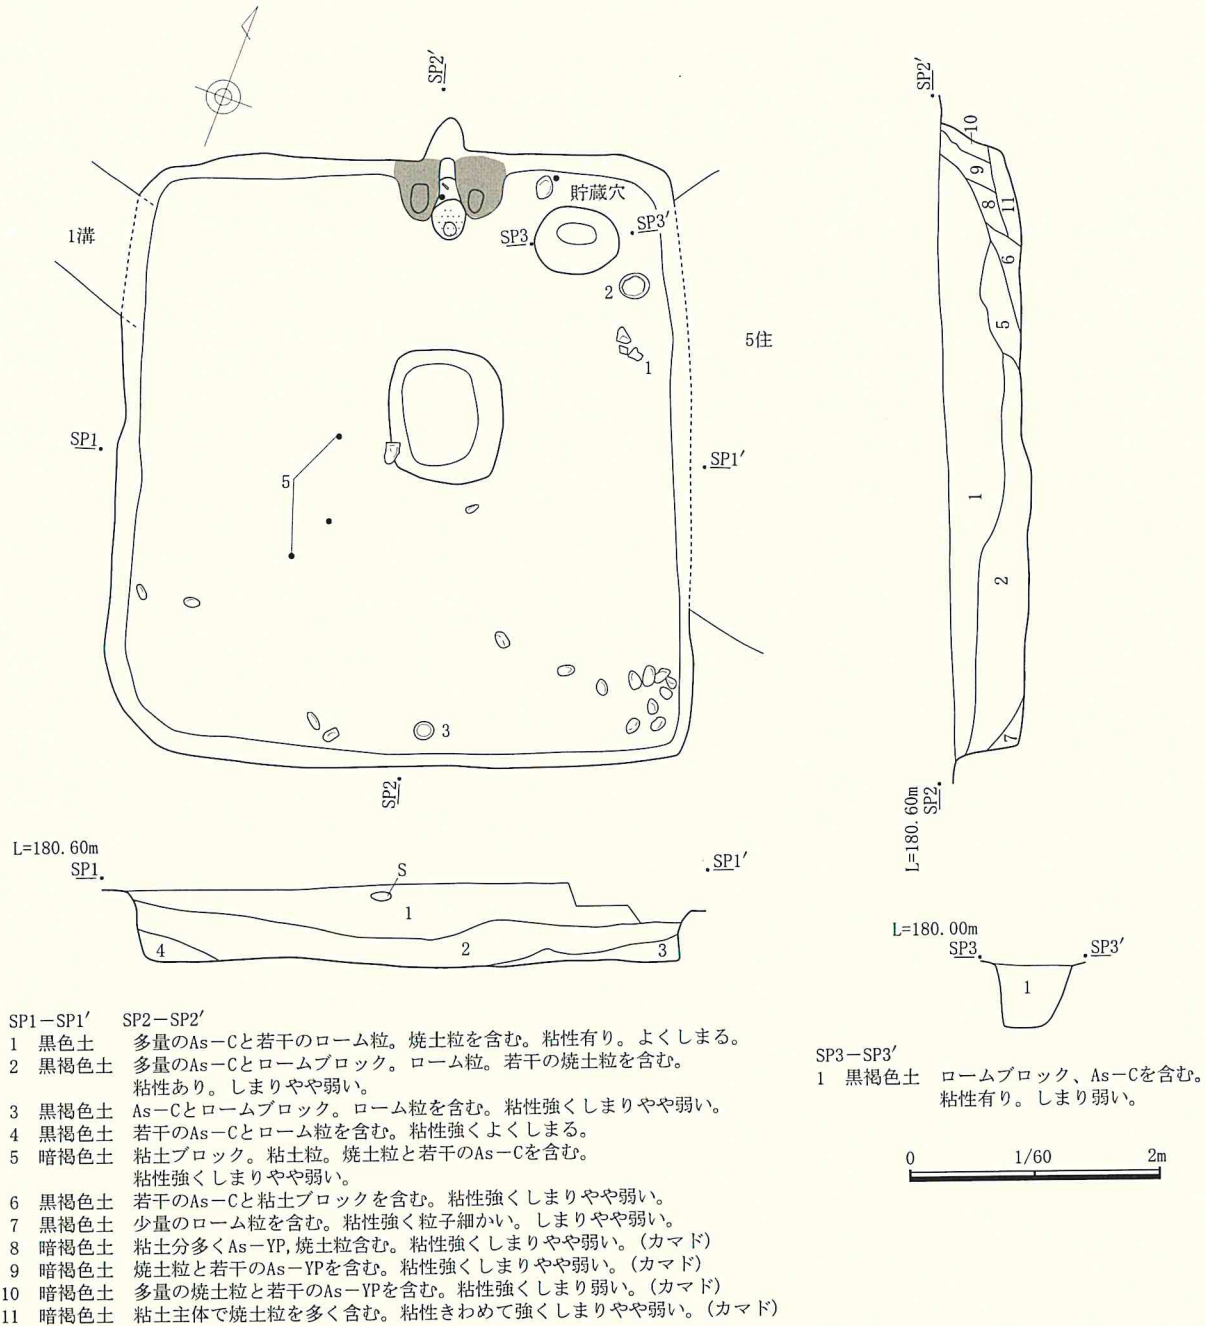 SP2′
SP2′
10
9
8
11
6
5
1
2
7
貯蔵穴
SP3
SP3′
2
1
1溝
5住
SP1
SP1′
5
3
SP2
SP2
L=180.60m
L=180.60m
SP1
S
SP1′
1
2
3
4
L=180.00m
SP3
SP3′
1
SP1－SP1′ SP2－SP2′
1 黒色土 多量のAs－Cと若干のローム粒。焼土粒を含む。粘性有り。よくしまる。
2 黒褐色土 多量のAs－Cとロームブロック。ローム粒。若干の焼土粒を含む。
粘性あり。しまりやや弱い。
3 黒褐色土 As－Cとロームブロック。ローム粒を含む。粘性強くしまりやや弱い。
4 黒褐色土 若干のAs－Cとローム粒を含む。粘性強くよくしまる。
5 暗褐色土 粘土ブロック。粘土粒。焼土粒と若干のAs－Cを含む。
粘性強くしまりやや弱い。
6 黒褐色土 若干のAs－Cと粘土ブロックを含む。粘性強くしまりやや弱い。
7 黒褐色土 少量のローム粒を含む。粘性強く粒子細かい。しまりやや弱い。
8 暗褐色土 粘土分多くAs－YP,焼土粒含む。粘性強くしまりやや弱い。(カマド)
9 暗褐色土 焼土粒と若干のAs－YPを含む。粘性強くしまりやや弱い。(カマド)
10 暗褐色土 多量の焼土粒と若干のAs－YPを含む。粘性強くしまり弱い。(カマド)
11 暗褐色土 粘土主体で焼土粒を多く含む。粘性きわめて強くしまりやや弱い。(カマド)
SP3－SP3′
1 黒褐色土 ロームブロック、As－Cを含む。
粘性有り。しまり弱い。
0 1/60 2m